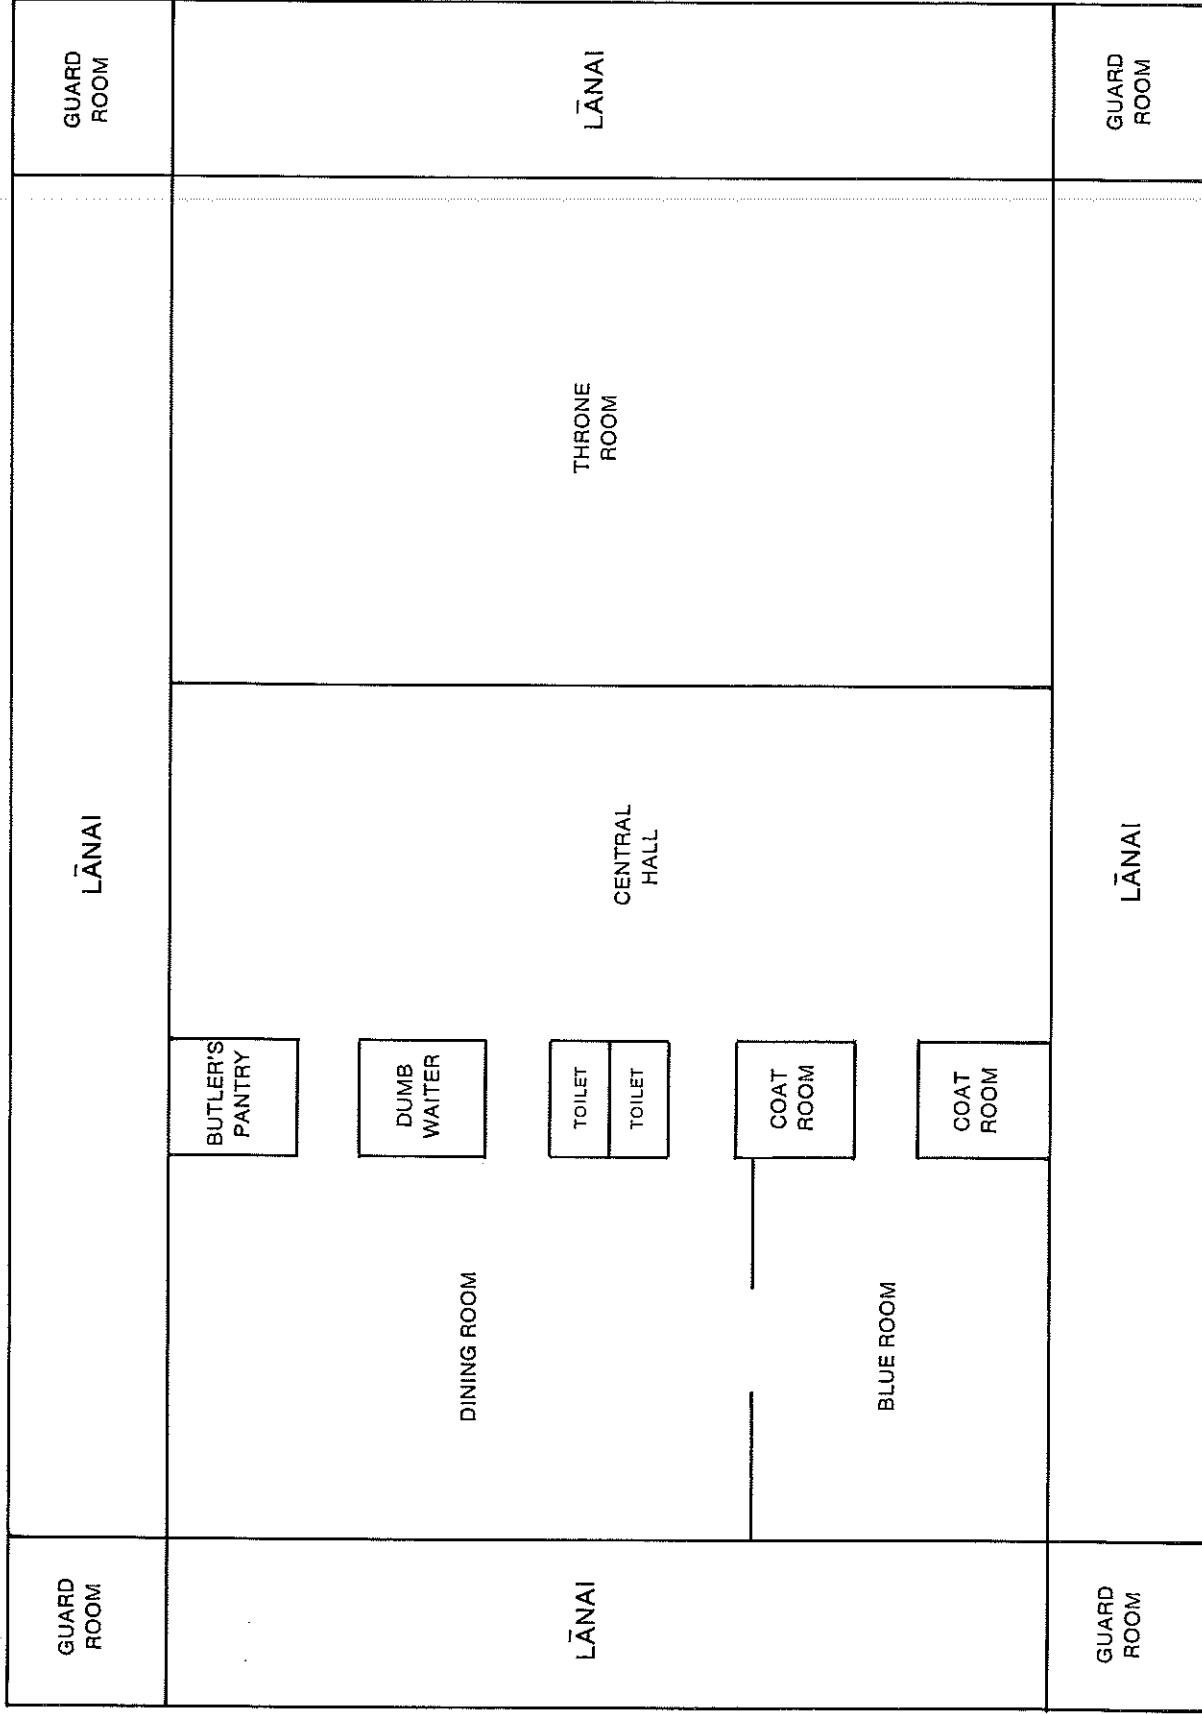 GUARD
ROOM
LĀNAI
GUARD
ROOM
BUTLER'S
PANTRY
DUMB
WAITER
DINING ROOM
LĀNAI
TOILET
TOILET
CENTRAL
HALL
THRONE
ROOM
LĀNAI
COAT
ROOM
BLUE ROOM
COAT
ROOM
GUARD
ROOM
LĀNAI
GUARD
ROOM